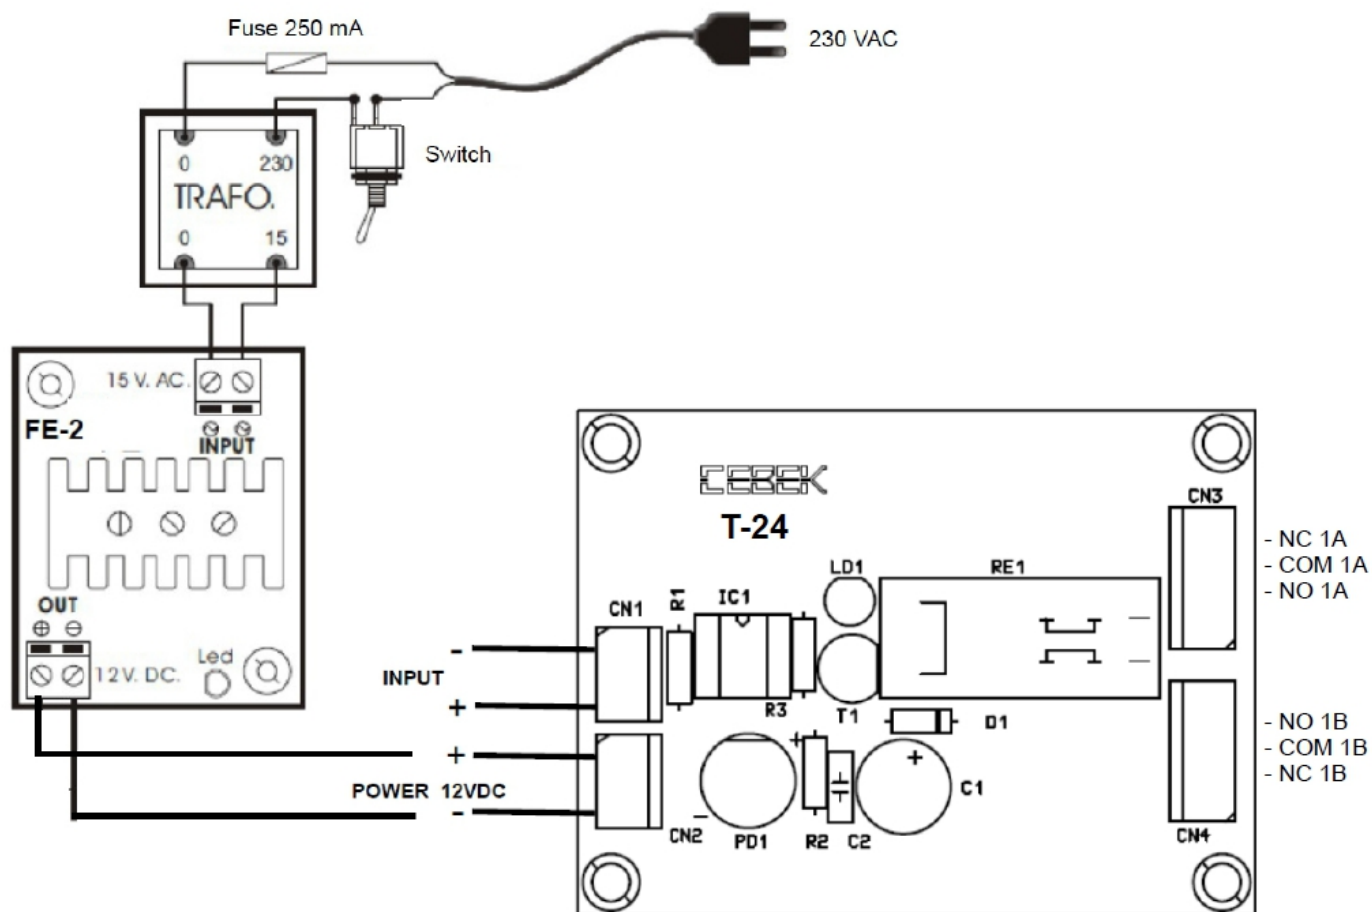 Fuse 250 mA
230 VAC
Switch
0 230
TRAFO.
0 15
15 V. AC.
FE-2
INPUT
OUT
12 V. DC.
Led
CEBEK
T-24
CN3
- NC 1A
- COM 1A
- NO 1A
LD1
RE1
CN1
R1
IC1
-
INPUT
+
R3
T1
D1
+
POWER 12VDC
-
CN2
-
PD1
+
R2
C2
+
C1
- NO 1B
- COM 1B
- NC 1B
CN4